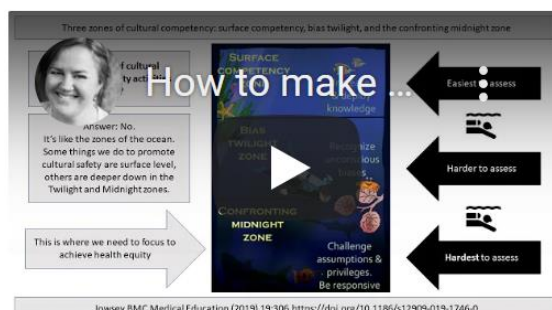 Three zones of cultural competency: surface competency, bias twilight, and the confronting midnight zone
How to make ...
of cultural
activities
Answer: No.
It's like the zones of the ocean.
Some things we do to promote
cultural safety are surface level,
others are deeper down in the
Twilight and Midnight zones.
This is where we need to focus to
achieve health equity
SURFACE
COMPETENCY
ZONE
knowledge
BIAS
TWILIGHT
ZONE
Recognize
unconscious
biases
CONFRONTING
MIDNIGHT
ZONE
Challenge
assumptions &
privileges.
Be responsive
Easiest to assess
Harder to assess
Hardest to assess
Jowsey BMC Medical Education (2019) 19:306 https://doi.org/10.1186/s12909-019-1746-0